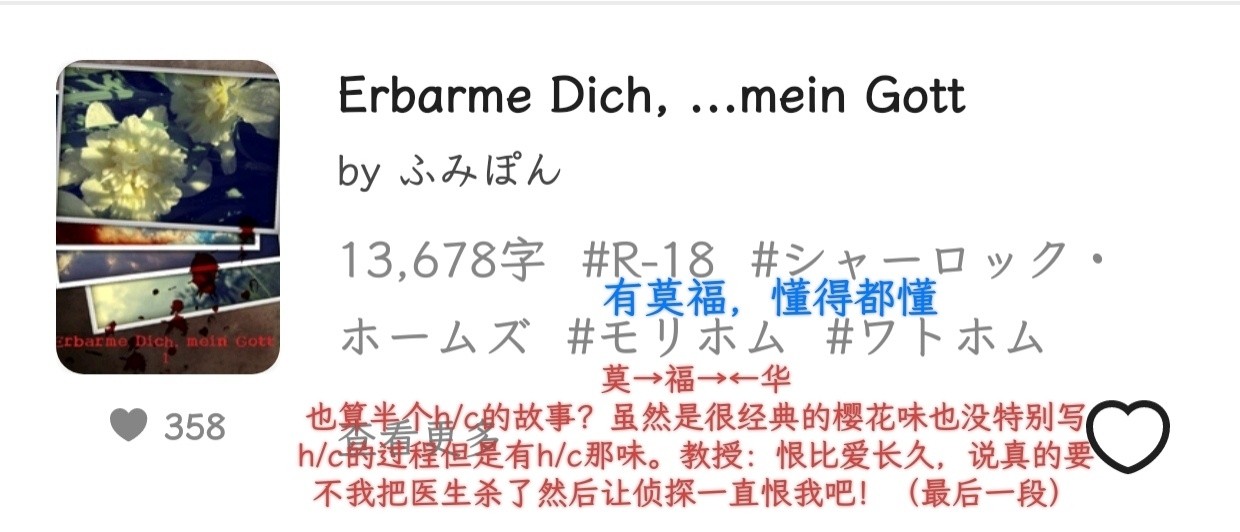 Erbarme Dich, ...mein Gott
by ふみぽん
13,678字 #R-18 #シャーロック・
有莫福，懂得都懂
ホームズ #モリホム #ワトホム
莫→福→←华
也算半个h/c的故事？虽然是很经典的樱花味也没特别写
查看更多
h/c的过程但是有h/c那味。教授：恨比爱长久，说真的要
不我把医生杀了然后让侦探一直恨我吧！（最后一段）
Erbarme Dich, mein Gott
1
358